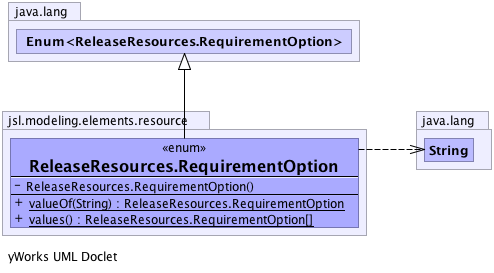 java.lang
Enum<ReleaseResources.RequirementOption>
jsl.modeling.elements.resource
java.lang
«enum»
ReleaseResources.RequirementOption
String
- ReleaseResources.RequirementOption()
+ valueOf(String) : ReleaseResources.RequirementOption
+ values() : ReleaseResources.RequirementOption[]
yWorks UML Doclet